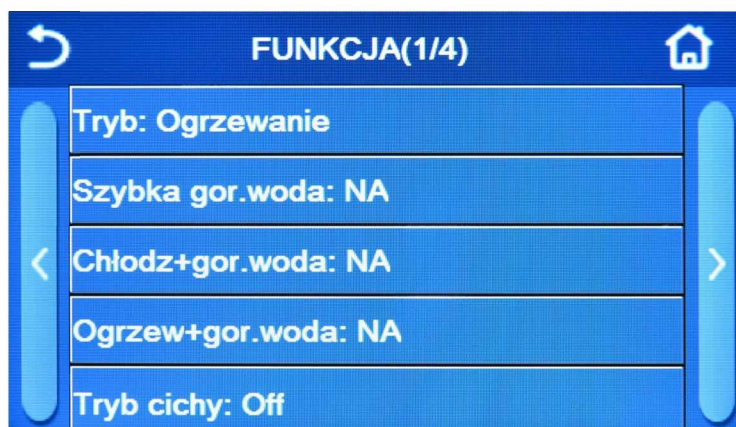 FUNKCJA(1/4)
Tryb: Ogrzewanie
Szybka gor.woda: NA
Chłodz+gor.woda: NA
Ogrzew+gor.woda: NA
Tryb cichy: Off